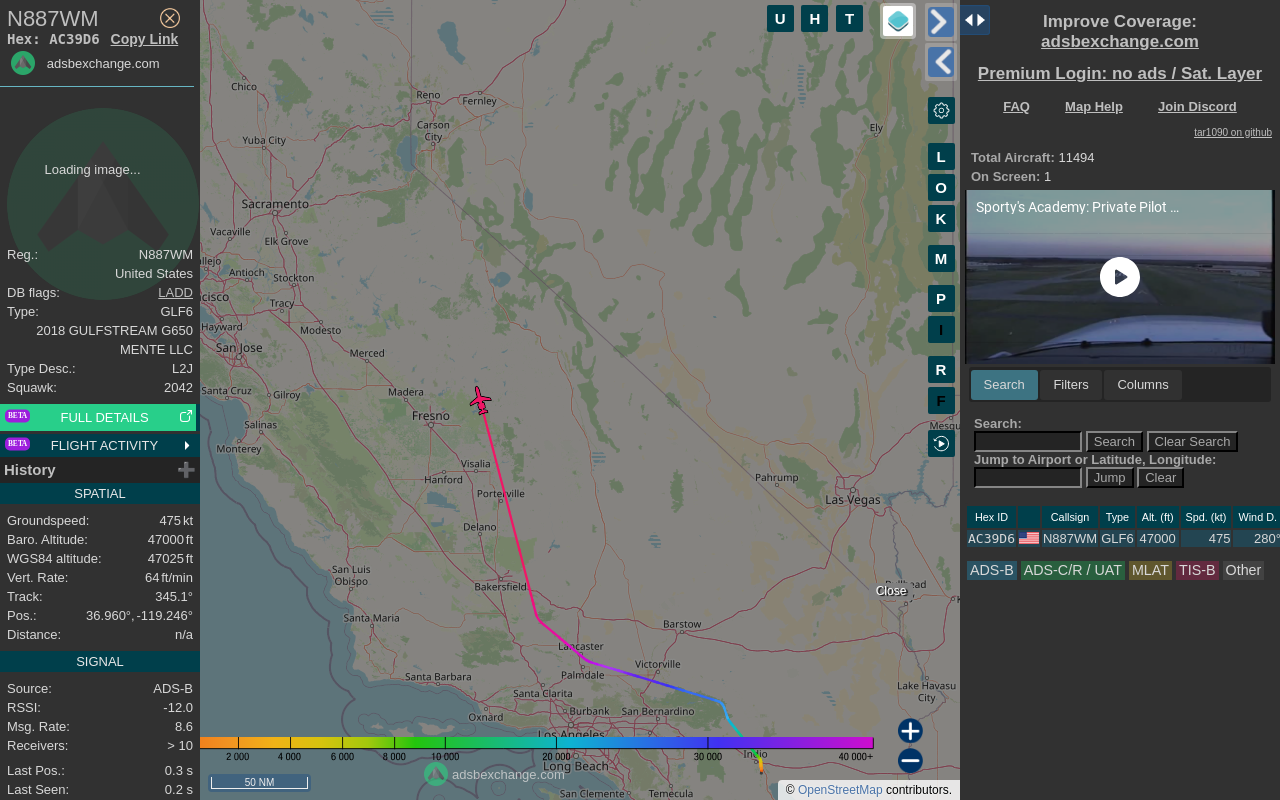 N887WM
Hex: AC39D6 Copy Link
adsbexchange.com
Loading image...
Reg.: N887WM
United States
DB flags: LADD
Type: GLF6
2018 GULFSTREAM G650
MENTE LLC
Type Desc.: L2J
Squawk: 2042
BETA FULL DETAILS
BETA FLIGHT ACTIVITY
History
SPATIAL
Groundspeed: 475 kt
Baro. Altitude: 47000 ft
WGS84 altitude: 47025 ft
Vert. Rate: 64 ft/min
Track: 345.1°
Pos.: 36.960°, -119.246°
Distance: n/a
SIGNAL
Source: ADS-B
RSSI: -12.0
Msg. Rate: 8.6
Receivers: > 10
Last Pos.: 0.3 s
Last Seen: 0.2 s
U H T
L
O
K
M
P
I
R
F
Chico
Reno
Fernley
Carson City
Ely
Yuba City
Sacramento
Vacaville
Elk Grove
Antioch
Stockton
Tracy
Hayward
Modesto
San Jose
Merced
Santa Cruz
Gilroy
Madera
Fresno
Salinas
Monterey
Visalia
Hanford
Porterville
Pahrump
Las Vegas
Delano
San Luis Obispo
Bakersfield
Santa Maria
Barstow
Lancaster
Victorville
Palmdale
Santa Barbara
Santa Clarita
Lake Havasu City
Oxnard
Burbank
San Bernardino
Los Angeles
Indio
Long Beach
San Clemente
Temecula
Close
2 000 4 000 6 000 8 000 10 000 20 000 30 000 40 000+
adsbexchange.com
50 NM
© OpenStreetMap contributors.
Improve Coverage:
adsbexchange.com
Premium Login: no ads / Sat. Layer
FAQ Map Help Join Discord
tar1090 on github
Total Aircraft: 11494
On Screen: 1
Sporty's Academy: Private Pilot ...
Search Filters Columns
Search:
Search Clear Search
Jump to Airport or Latitude, Longitude:
Jump Clear
Hex ID Callsign Type Alt. (ft) Spd. (kt) Wind D.
AC39D6 N887WM GLF6 47000 475 280°
ADS-B ADS-C/R / UAT MLAT TIS-B Other